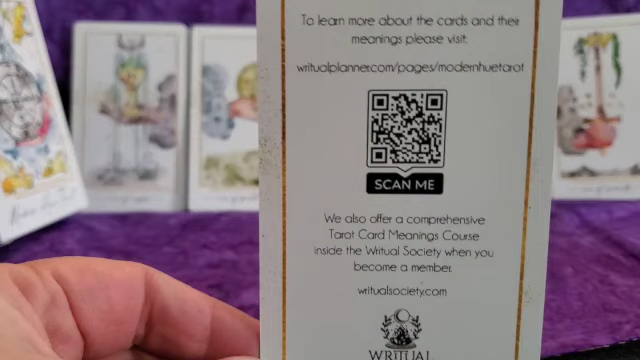 To learn more about the cards and their
meanings please visit:
writualplanner.com/pages/modernhuetarot
SCAN ME
We also offer a comprehensive
Tarot Card Meanings Course
inside the Writual Society when you
become a member.
writualsociety.com
WRITUAL